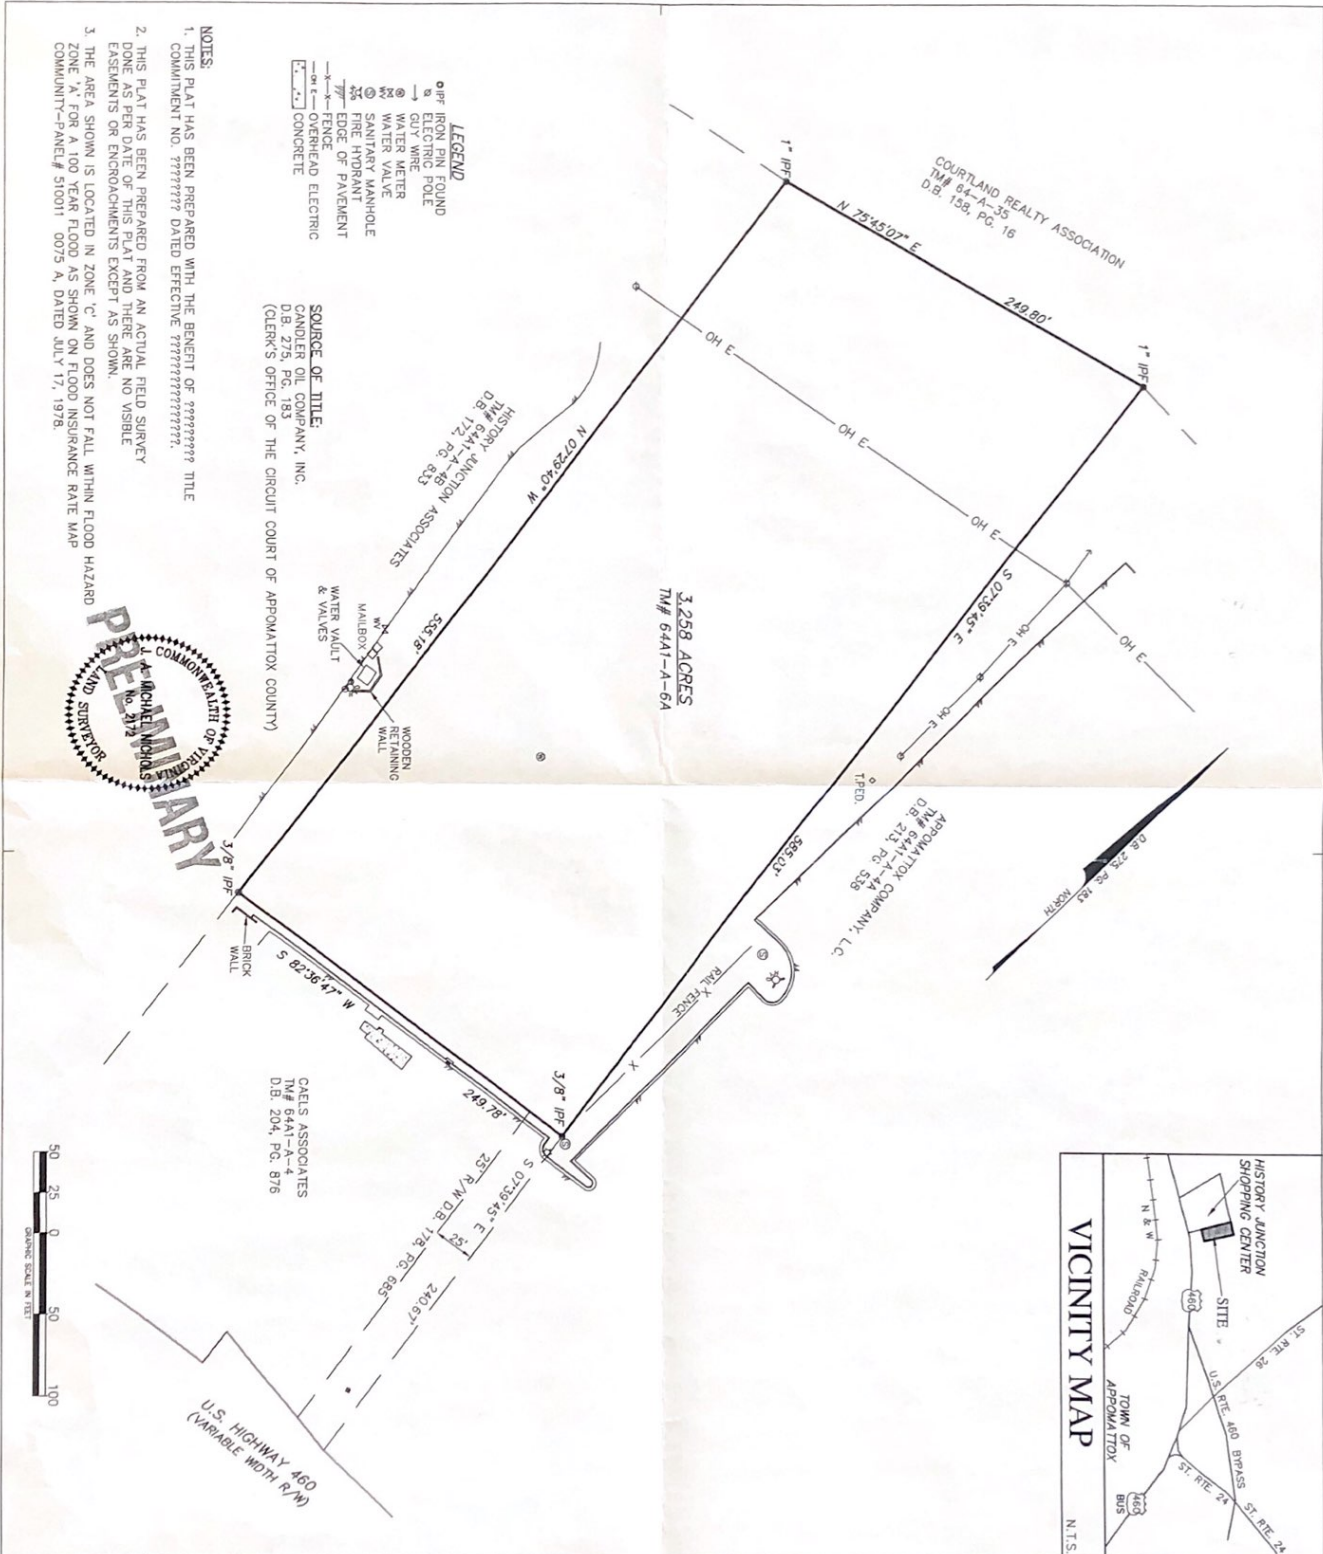 COURTLAND REALTY ASSOCIATION
TM# 64-A-35
D.B. 158, PG. 16
1" IPF
N 75°45'07" E
249.80'
1" IPF
OH E
OH E
OH E
OH E
OH E
OH E
S 07°39'45" E
585.03'
3.258 ACRES
TM# 64A1-A-6A
T.PED.
APPOMATTOX COMPANY, L.C.
TM# 64A1-A-4A
D.B. 213, PG. 538
D.B. 275, PG. 183
NORTH
X
RAIL FENCE
X
S
3/8" IPF
S
N 07°29'40" W
555.18'
HISTORY JUNCTION ASSOCIATES
TM# 64A1-A-4B
D.B. 172, PG. 833
WV
MAILBOX
WATER VAULT
& VALVES
WOODEN
RETAINING
WALL
3/8" IPF
BRICK
WALL
S 82°36'47" W
249.78'
CAELS ASSOCIATES
TM# 64A1-A-4
D.B. 204, PG. 876
S 07°39'45" E
240.67'
25'
25' R/W D.B. 178, PG. 685
U.S. HIGHWAY 460
(VARIABLE WIDTH R/W)
LEGEND
IPF IRON PIN FOUND
ELECTRIC POLE
GUY WIRE
WATER METER
WV WATER VALVE
S SANITARY MANHOLE
FIRE HYDRANT
EDGE OF PAVEMENT
—X—X— FENCE
—OH E— OVERHEAD ELECTRIC
CONCRETE
SOURCE OF TITLE:
CANDLER OIL COMPANY, INC.
D.B. 275, PG. 183
(CLERK'S OFFICE OF THE CIRCUIT COURT OF APPOMATTOX COUNTY)
NOTES:
1. THIS PLAT HAS BEEN PREPARED WITH THE BENEFIT OF ????????? TITLE
COMMITMENT NO. ???????? DATED EFFECTIVE ????????????????.
2. THIS PLAT HAS BEEN PREPARED FROM AN ACTUAL FIELD SURVEY
DONE AS PER DATE OF THIS PLAT AND THERE ARE NO VISIBLE
EASEMENTS OR ENCROACHMENTS EXCEPT AS SHOWN.
3. THE AREA SHOWN IS LOCATED IN ZONE 'C' AND DOES NOT FALL WITHIN FLOOD HAZARD
ZONE 'A' FOR A 100 YEAR FLOOD AS SHOWN ON FLOOD INSURANCE RATE MAP
COMMUNITY-PANEL# 510011 0075 A, DATED JULY 17, 1978.
PRELIMINARY
COMMONWEALTH OF VIRGINIA
MICHAEL NICHOLS
No. 2172
LAND SURVEYOR
50 25 0 50 100
GRAPHIC SCALE IN FEET
HISTORY JUNCTION
SHOPPING CENTER
SITE
N & W RAILROAD
460
ST. RTE. 26
U.S. RTE. 460 BYPASS
ST. RTE. 24
ST. RTE. 24
TOWN OF
APPOMATTOX
460
BUS
VICINITY MAP
N.T.S.